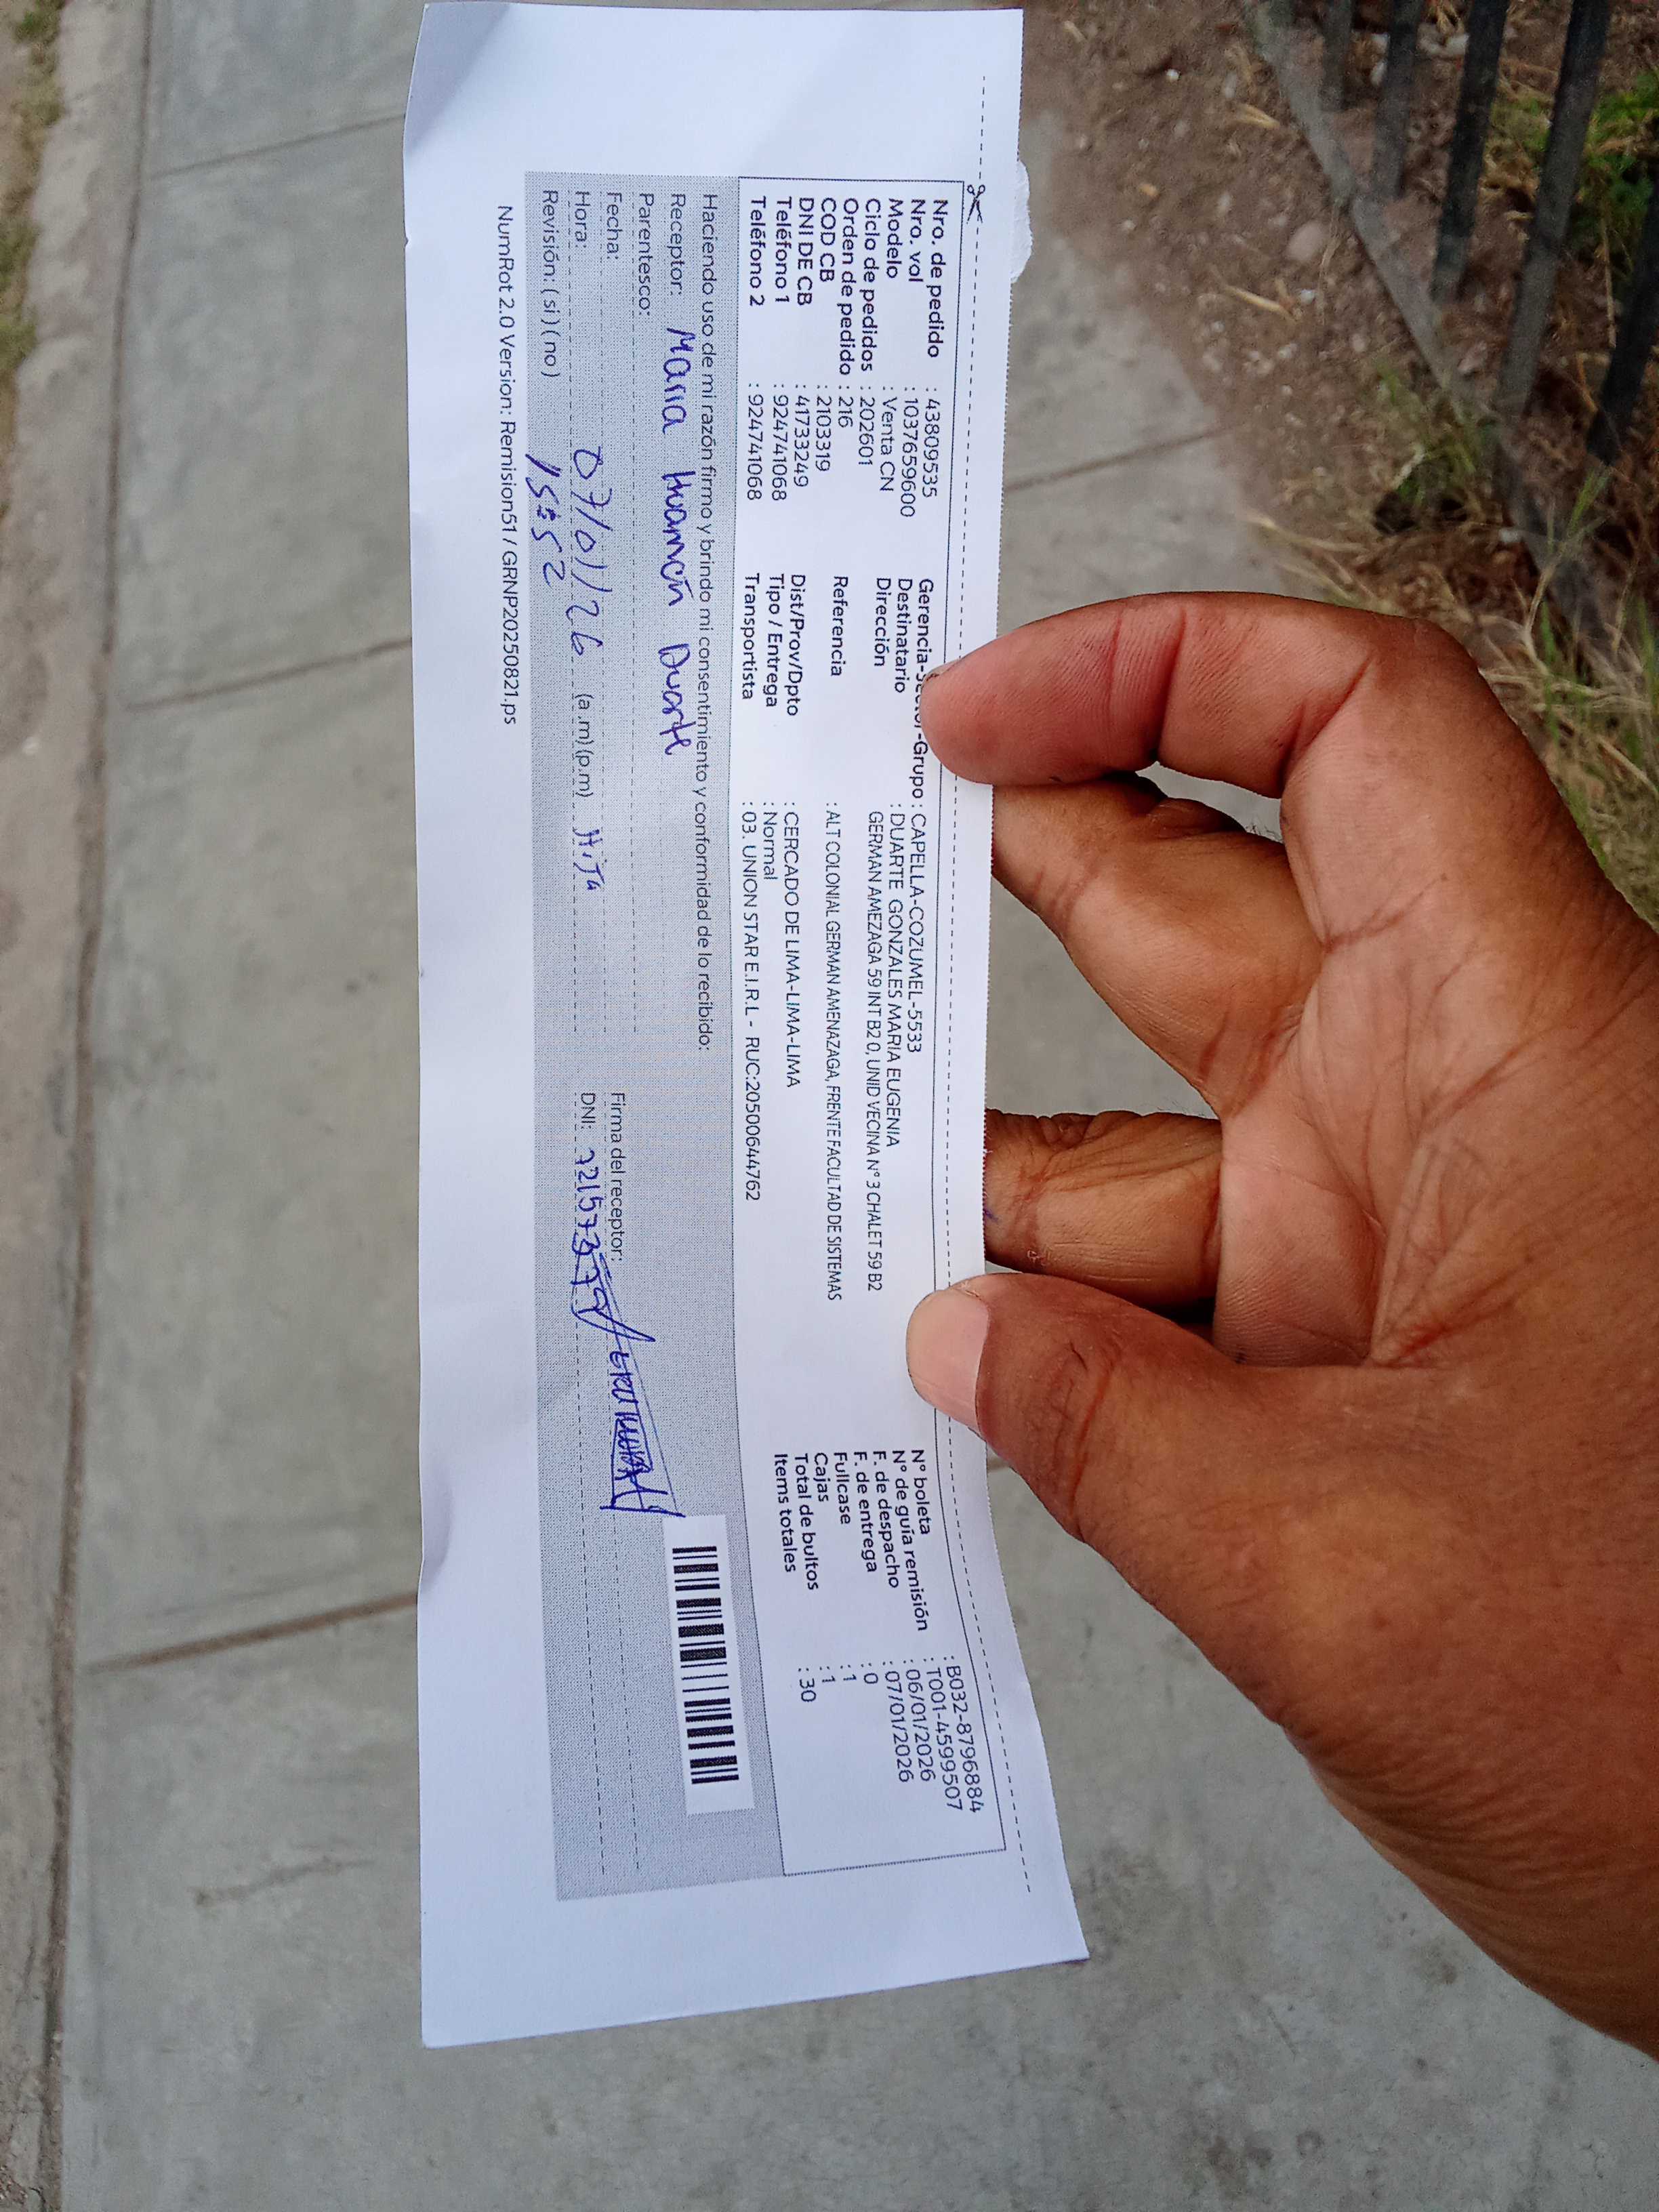 Nro. de pedido : 43809535
Nro. vol : 1037659600
Modelo : Venta CN
Ciclo de pedidos : 202601
Orden de pedido : 216
COD CB : 2103319
DNI DE CB : 41733249
Teléfono 1 : 924741068
Teléfono 2 : 924741068
Gerencia- -Grupo : CAPELLA-COZUMEL-5533
Destinatario : DUARTE GONZALES MARIA EUGENIA
Dirección GERMAN AMEZAGA 59 INT B2 0, UNID VECINA N° 3 CHALET 59 B2
Referencia : ALT COLONIAL GERMAN AMENAZAGA, FRENTE FACULTAD DE SISTEMAS
Dist/Prov/Dpto : CERCADO DE LIMA-LIMA-LIMA
Tipo / Entrega : Normal
Transportista : 03. UNION STAR E.I.R.L - RUC:20500644762
N° boleta : B032-8796884
N° de guía remisión : T001-4599507
F. de despacho : 06/01/2026
F. de entrega : 07/01/2026
Fullcase : 0
Cajas : 1
Total de bultos : 1
Items totales : 30
Haciendo uso de mi razón firmo y brindo mi consentimiento y conformidad de lo recibido:
Receptor: Maria Huamán Duarte
Parentesco:
Fecha:
Hora: 07/01/26 (a.m)(p.m) HiJa
Revisión: ( si ) ( no ) 15:52
Firma del receptor:
DNI:
NumRot 2.0 Version: Remision51 / GRNP20250821.ps